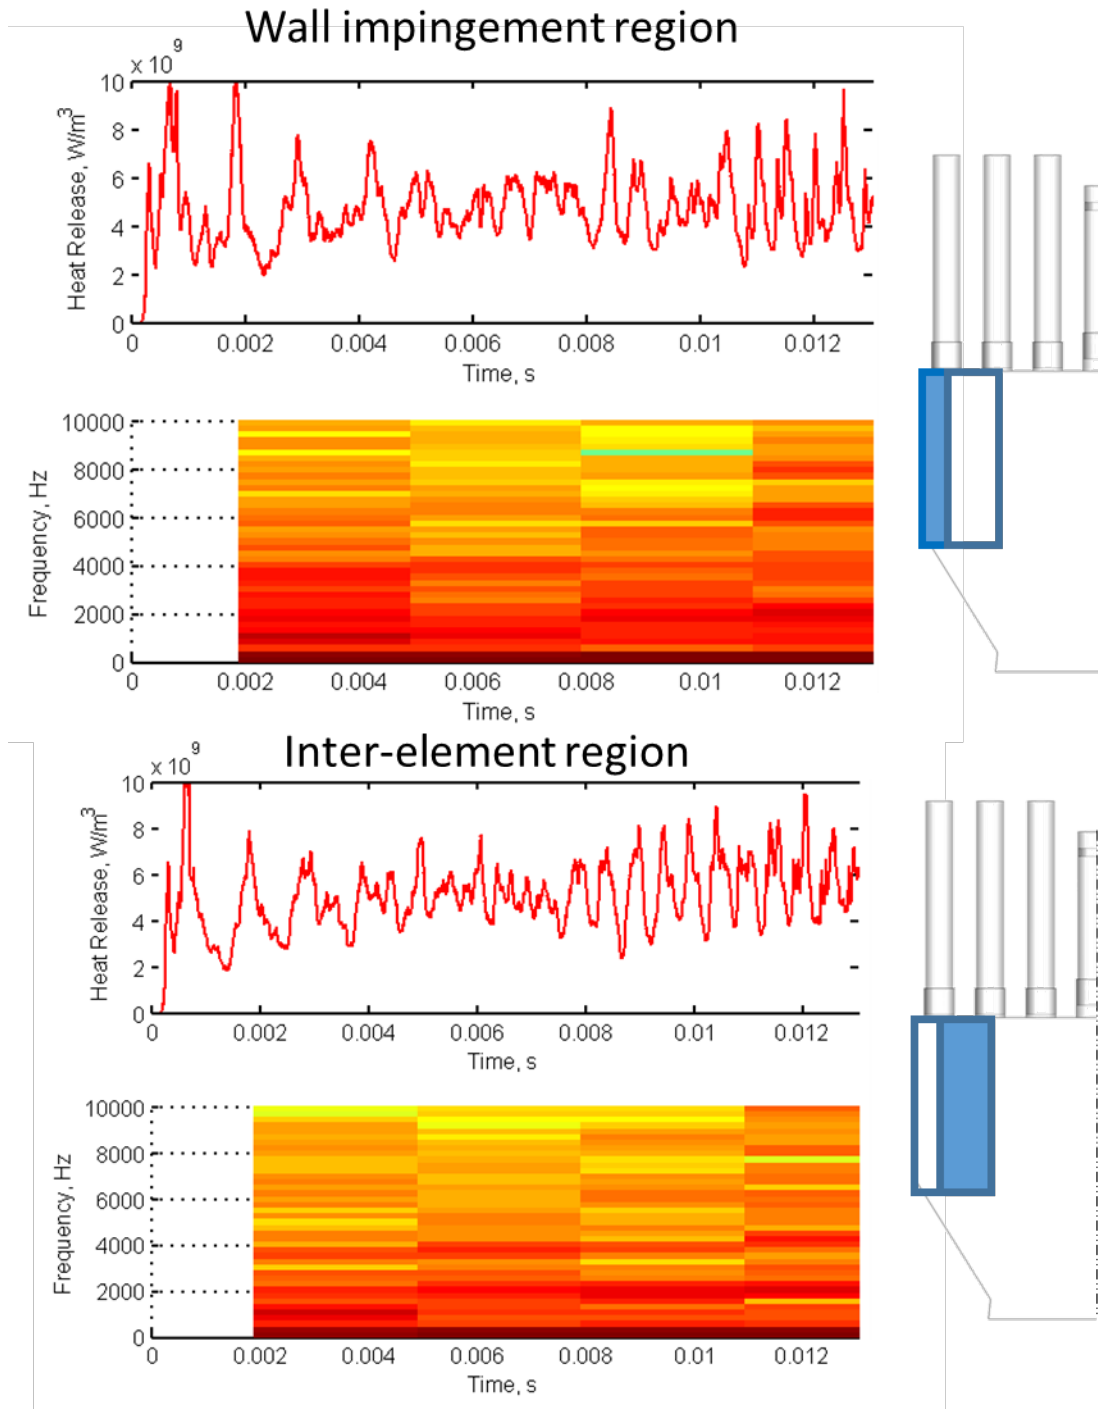 Wall impingement region
x 10^9
10
8
6
4
2
0
Heat Release, W/m^3
0 0.002 0.004 0.006 0.008 0.01 0.012
Time, s
10000
8000
6000
4000
2000
0
Frequency, Hz
0 0.002 0.004 0.006 0.008 0.01 0.012
Time, s
Inter-element region
x 10^9
10
8
6
4
2
0
Heat Release, W/m^3
0 0.002 0.004 0.006 0.008 0.01 0.012
Time, s
10000
8000
6000
4000
2000
0
Frequency, Hz
0 0.002 0.004 0.006 0.008 0.01 0.012
Time, s